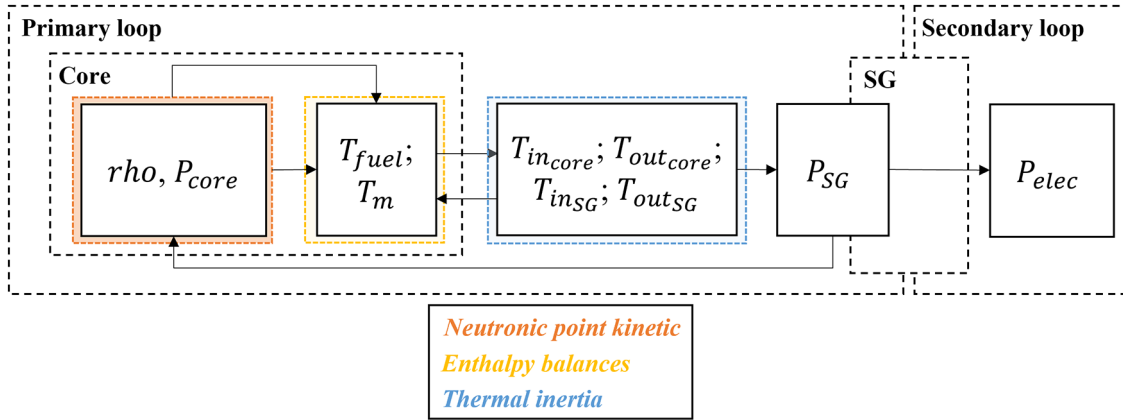 Primary loop
Secondary loop
Core
SG
rho, P_core
T_fuel;
T_m
T_in_core; T_out_core;
T_in_SG; T_out_SG
P_SG
P_elec
Neutronic point kinetic
Enthalpy balances
Thermal inertia